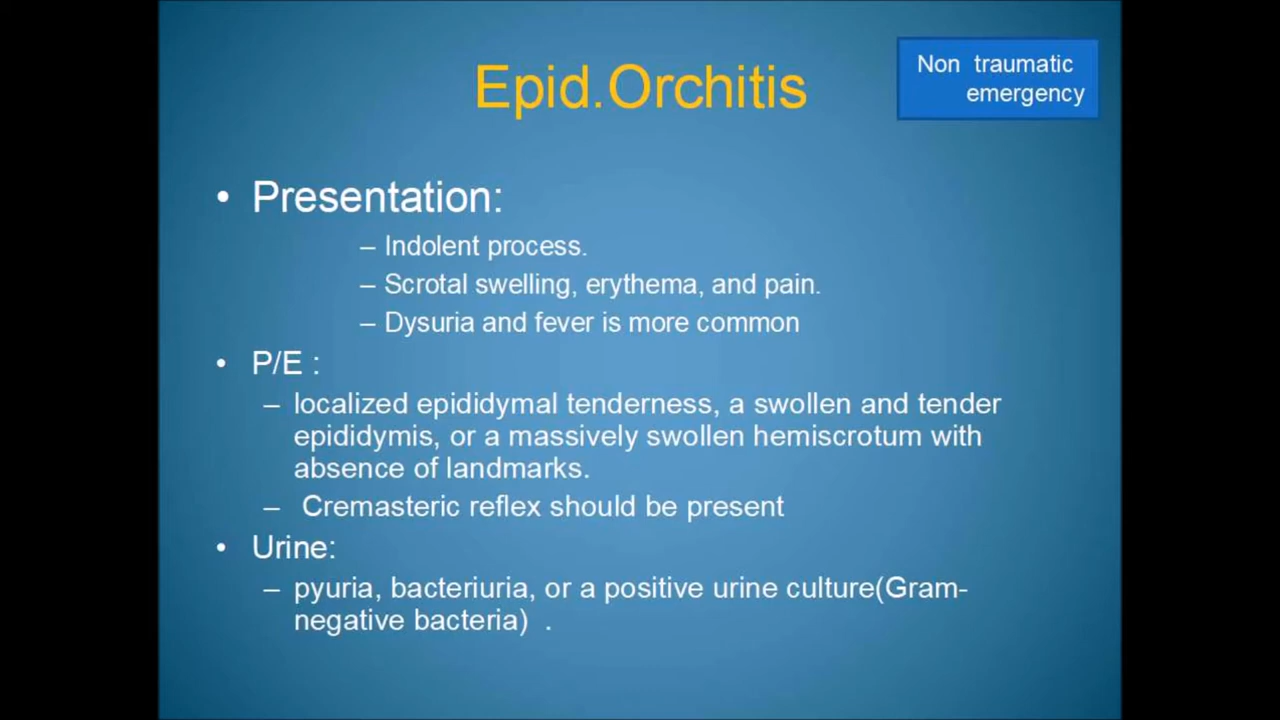 Epid.Orchitis
Non traumatic
emergency
• Presentation:
– Indolent process.
– Scrotal swelling, erythema, and pain.
– Dysuria and fever is more common
• P/E :
– localized epididymal tenderness, a swollen and tender
epididymis, or a massively swollen hemiscrotum with
absence of landmarks.
– Cremasteric reflex should be present
• Urine:
– pyuria, bacteriuria, or a positive urine culture(Gram-
negative bacteria) .